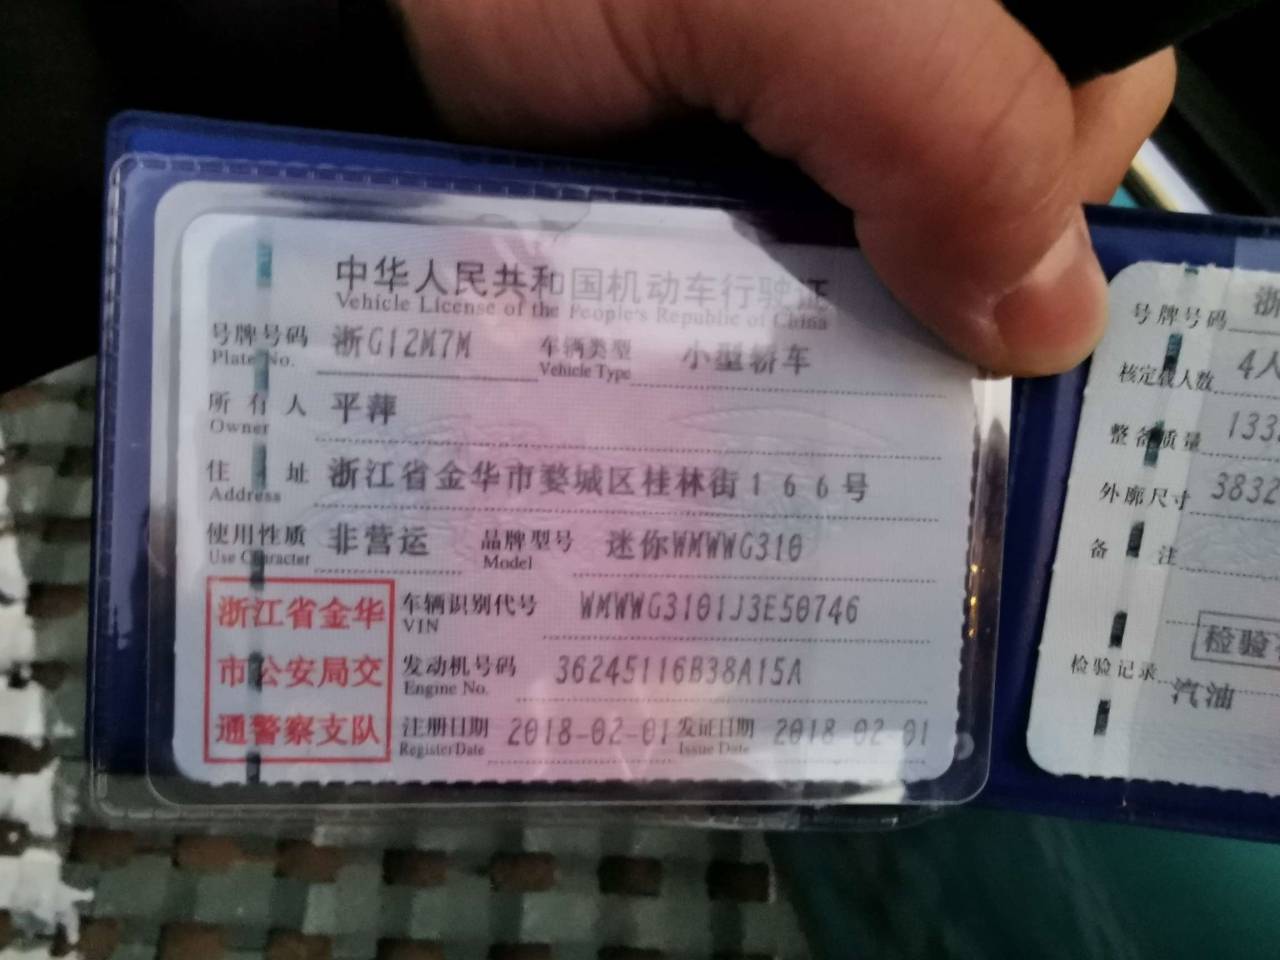 中华人民共和国机动车行驶证
Vehicle License of the People's Republic of China
号牌号码 浙G12M7M 车辆类型 小型轿车
Plate No. Vehicle Type
所有人 平萍
Owner
住址 浙江省金华市婺城区桂林街166号
Address
使用性质 非营运 品牌型号 迷你WMWWG310
Use Character Model
浙江省金华
市公安局交
通警察支队
车辆识别代号 WMWWG3101J3E50746
VIN
发动机号码 36245116B38A15A
Engine No.
注册日期 2018-02-01 发证日期 2018-02-01
Register Date Issue Date
号牌号码 浙
核定载人数 4人
整备质量 133
外廓尺寸 3832
备注
检验
检验记录
汽油